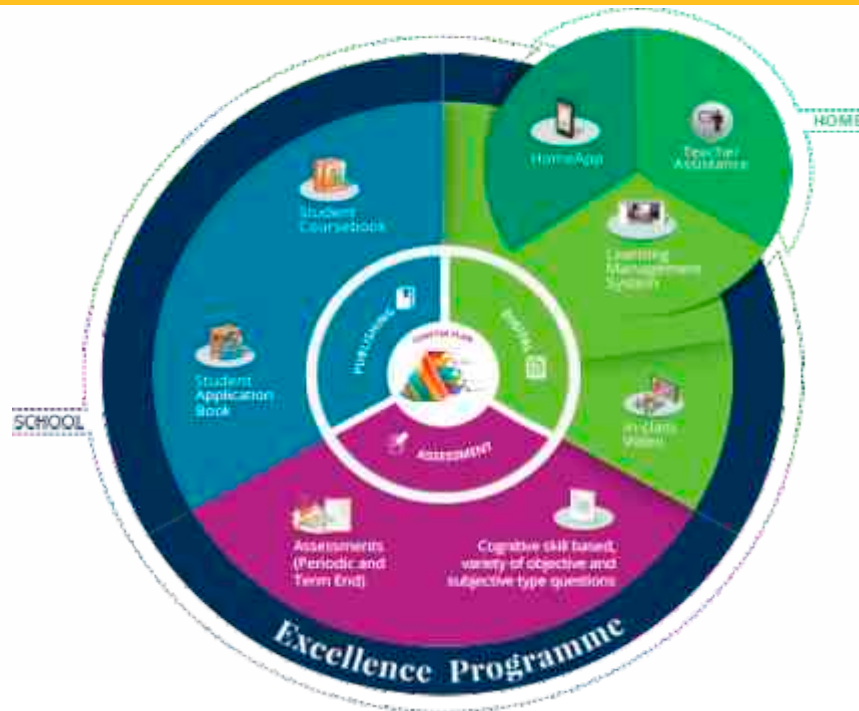 HOME
HomeApp
Teacher
Assistance
Student
Coursebook
Learning
Management
System
PUBLISHING
DIGITAL
Student
Application
Book
In-class
Video
SCHOOL
ASSESSMENT
Assessments
(Periodic and
Term End)
Cognitive skill based,
variety of objective and
subjective type questions
Excellence Programme